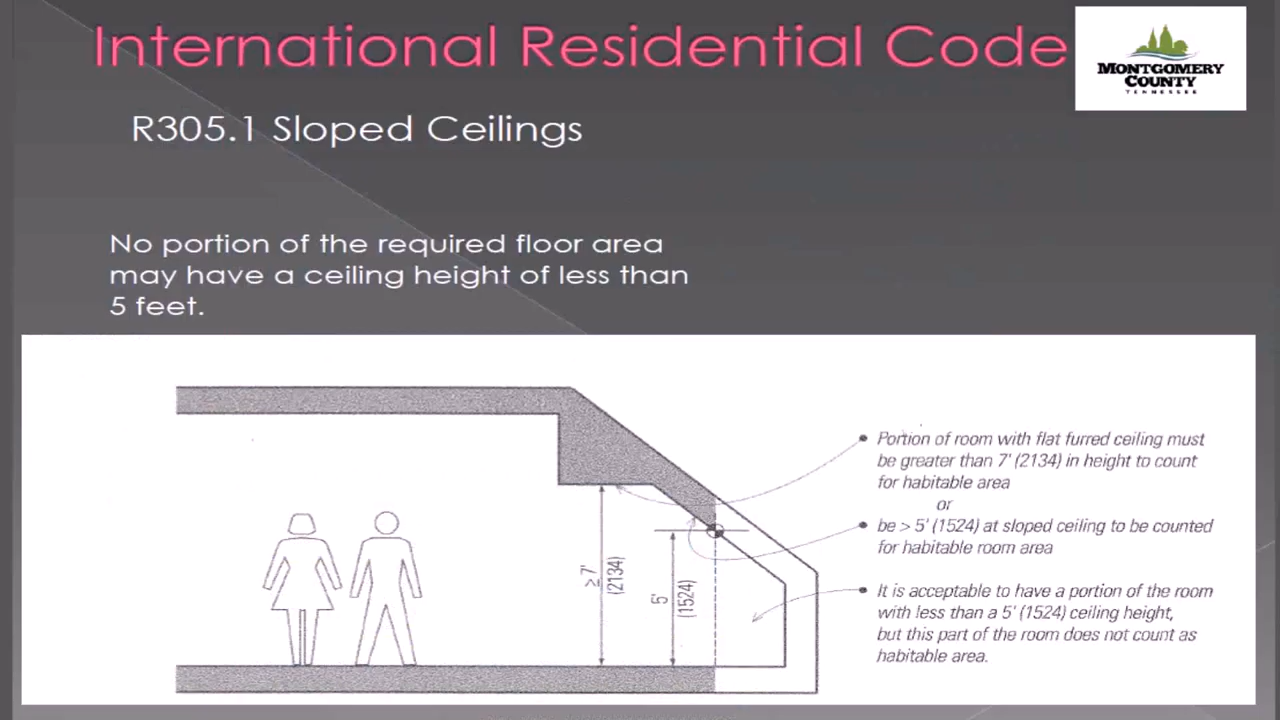 International Residential Code
MONTGOMERY
COUNTY
TENNESSEE
R305.1 Sloped Ceilings
No portion of the required floor area
may have a ceiling height of less than
5 feet.
Portion of room with flat furred ceiling must
be greater than 7' (2134) in height to count
for habitable area
or
be > 5' (1524) at sloped ceiling to be counted
for habitable room area
It is acceptable to have a portion of the room
with less than a 5' (1524) ceiling height,
but this part of the room does not count as
habitable area.
≥ 7'
(2134)
5'
(1524)